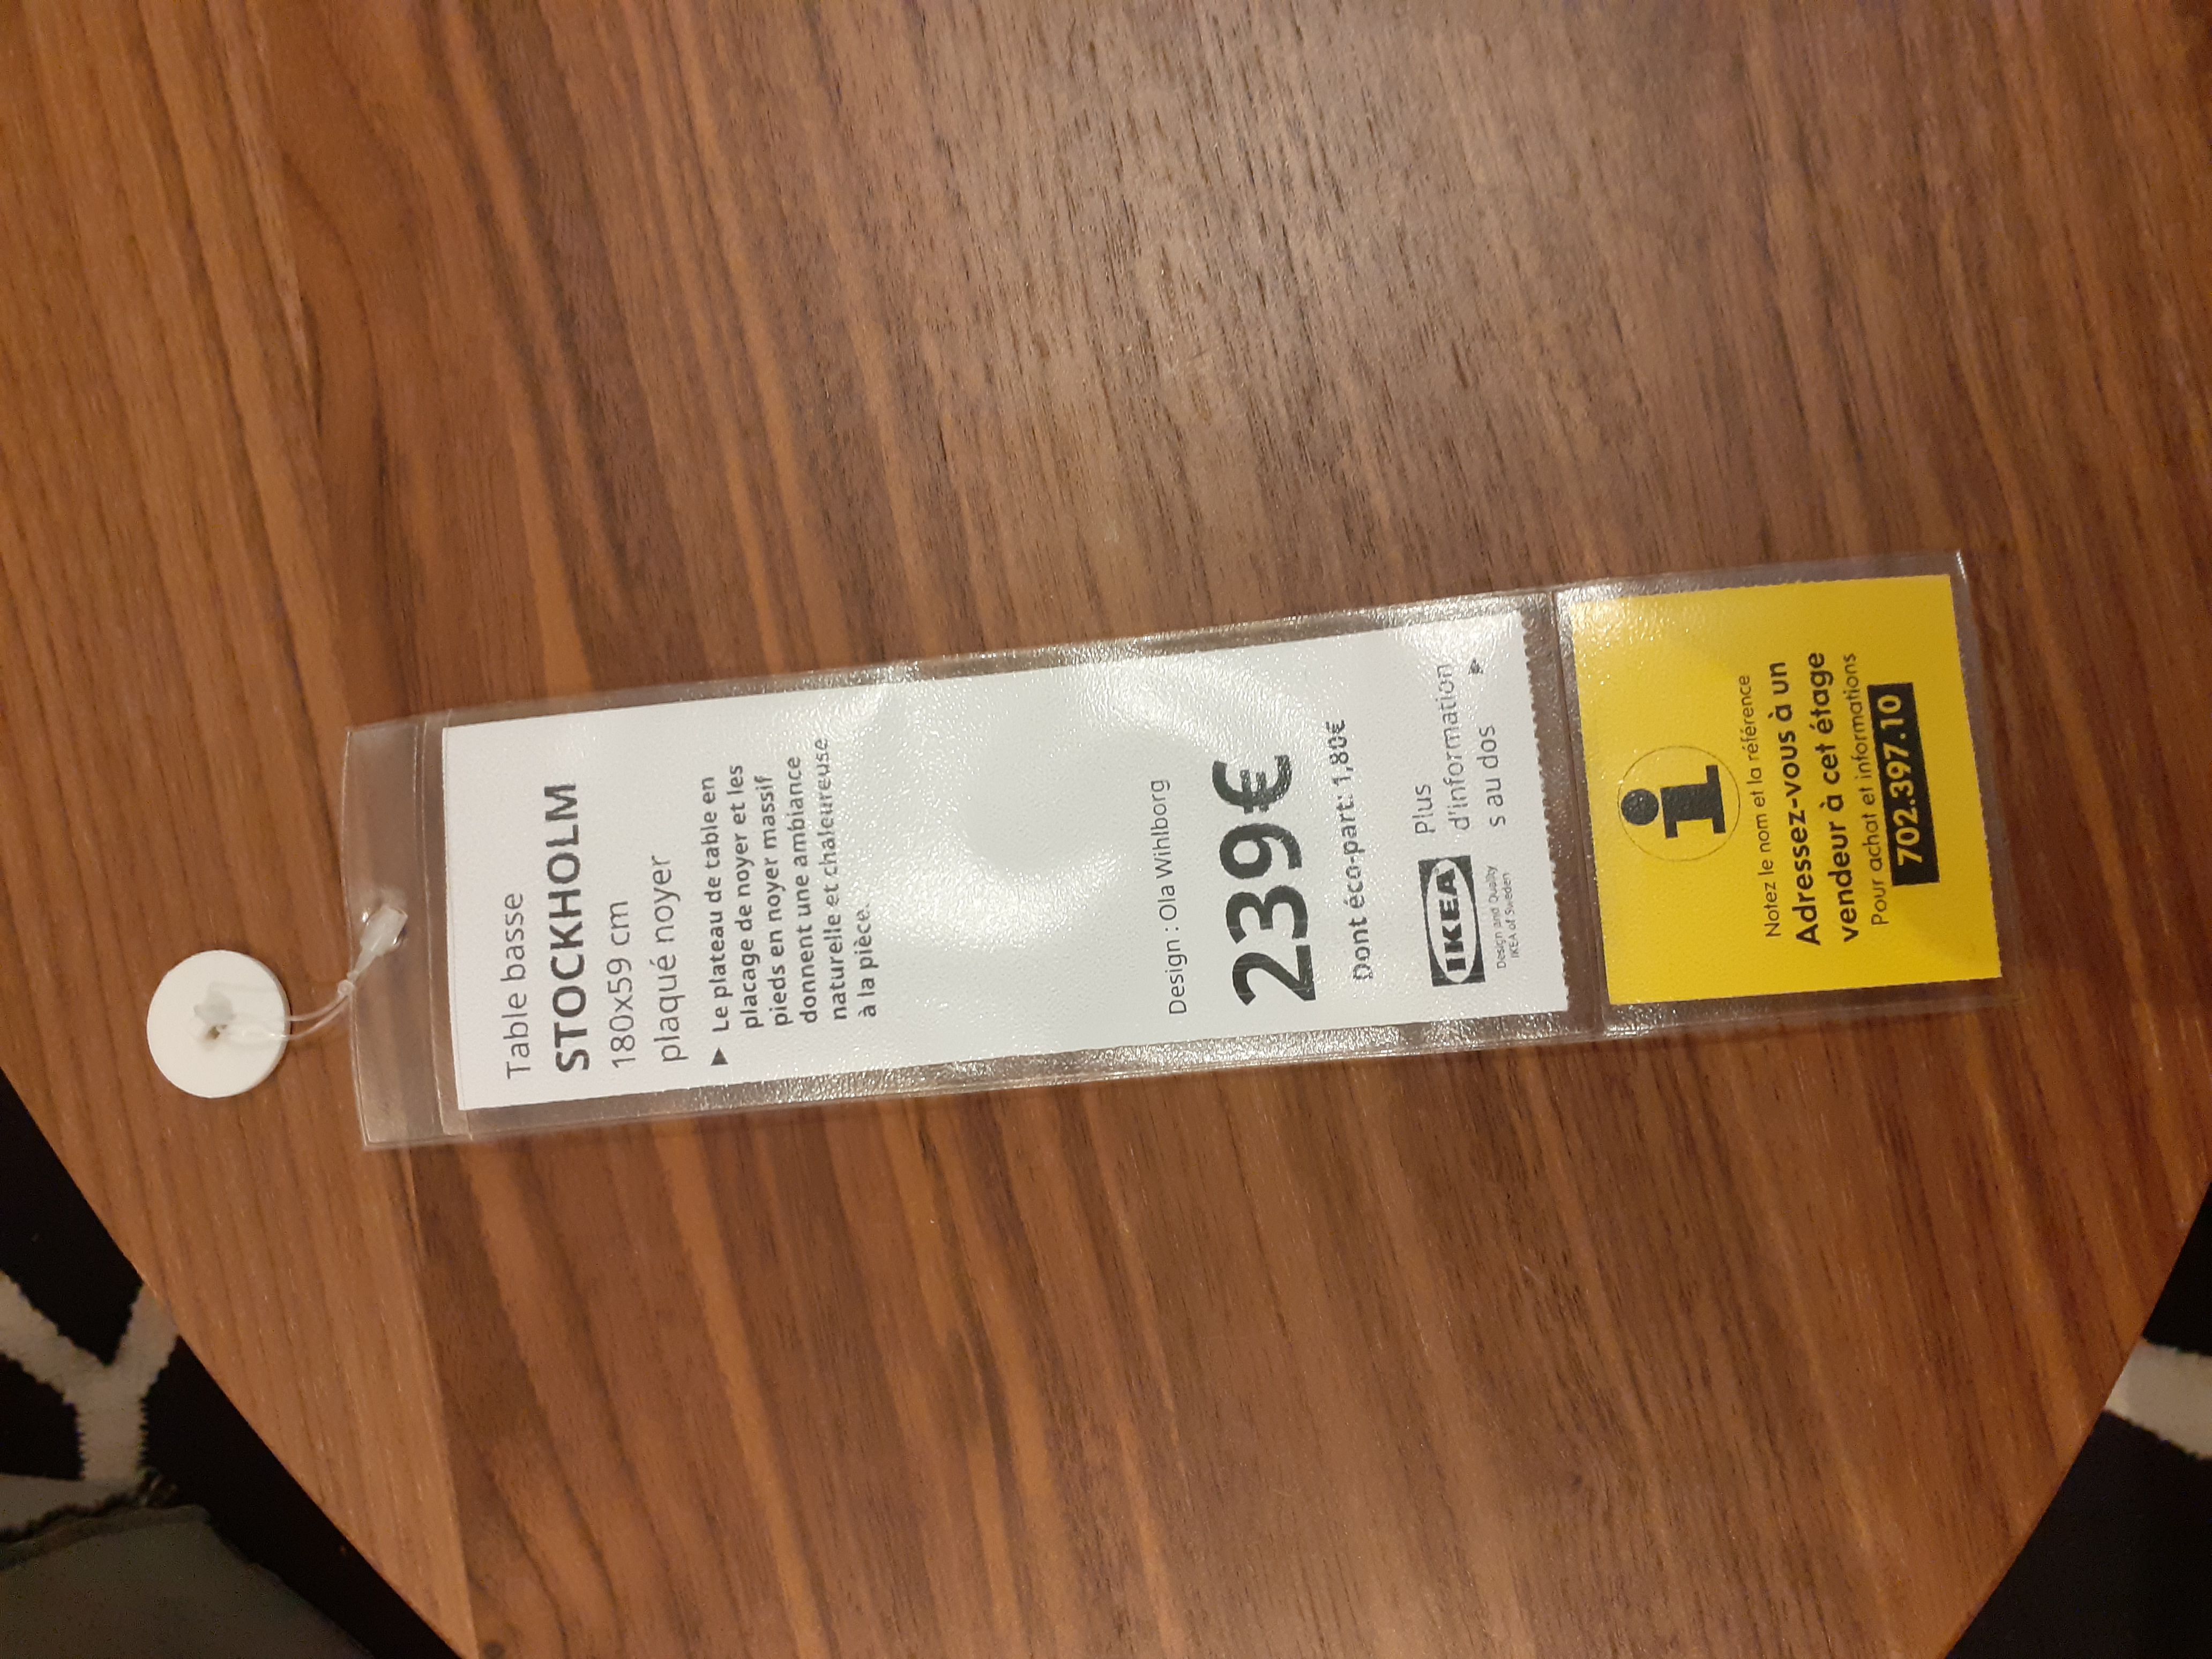 Table basse
STOCKHOLM
180x59 cm
plaqué noyer
► Le plateau de table en
placage de noyer et les
pieds en noyer massif
donnent une ambiance
naturelle et chaleureuse
à la pièce.
Design : Ola Wihlborg
239€
Dont éco-part: 1,80€
IKEA
Design and Quality
IKEA of Sweden
Plus
d'information
s au dos
i
Notez le nom et la référence
Adressez-vous à un
vendeur à cet étage
Pour achat et informations
702.397.10